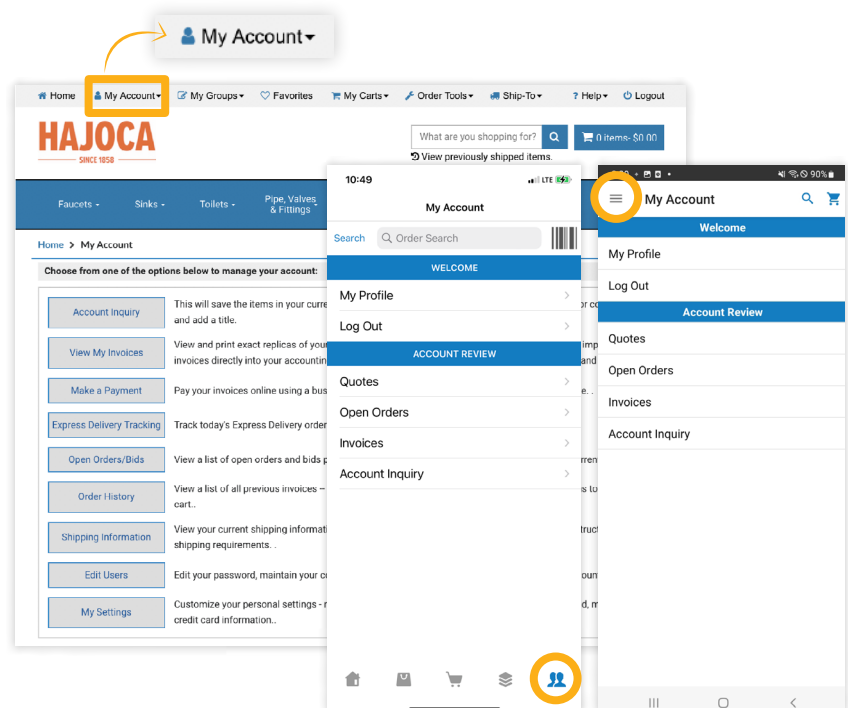 My Account
Home
My Account
My Groups
Favorites
My Carts
Order Tools
Ship-To
? Help
Logout
HAJOCA
SINCE 1858
What are you shopping for?
0 items- $0.00
View previously shipped items.
Faucets
Sinks
Toilets
Pipe, Valves
& Fittings
Home > My Account
Choose from one of the options below to manage your account:
Account Inquiry
This will save the items in your curre
and add a title.
View My Invoices
View and print exact replicas of your
invoices directly into your accountin
Make a Payment
Pay your invoices online using a bus
Express Delivery Tracking
Track today's Express Delivery order
Open Orders/Bids
View a list of open orders and bids p
Order History
View a list of all previous invoices –
cart..
Shipping Information
View your current shipping informati
shipping requirements. .
Edit Users
Edit your password, maintain your co
My Settings
Customize your personal settings - r
credit card information..
10:49
LTE
My Account
Search
Order Search
WELCOME
My Profile
Log Out
ACCOUNT REVIEW
Quotes
Open Orders
Invoices
Account Inquiry
90%
My Account
Welcome
My Profile
Log Out
Account Review
Quotes
Open Orders
Invoices
Account Inquiry